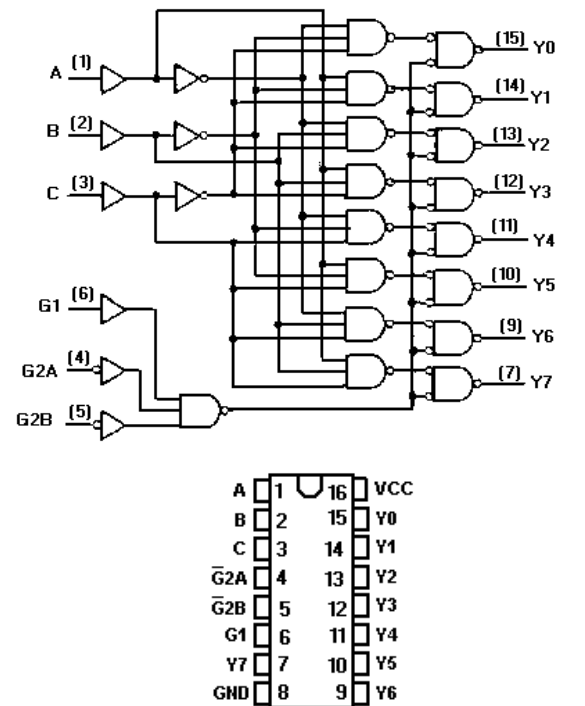 A (1)
B (2)
C (3)
G1 (6)
G2A (4)
G2B (5)
(15) Y0
(14) Y1
(13) Y2
(12) Y3
(11) Y4
(10) Y5
(9) Y6
(7) Y7
A 1 16 VCC
B 2 15 Y0
C 3 14 Y1
G̅2A 4 13 Y2
G̅2B 5 12 Y3
G1 6 11 Y4
Y7 7 10 Y5
GND 8 9 Y6